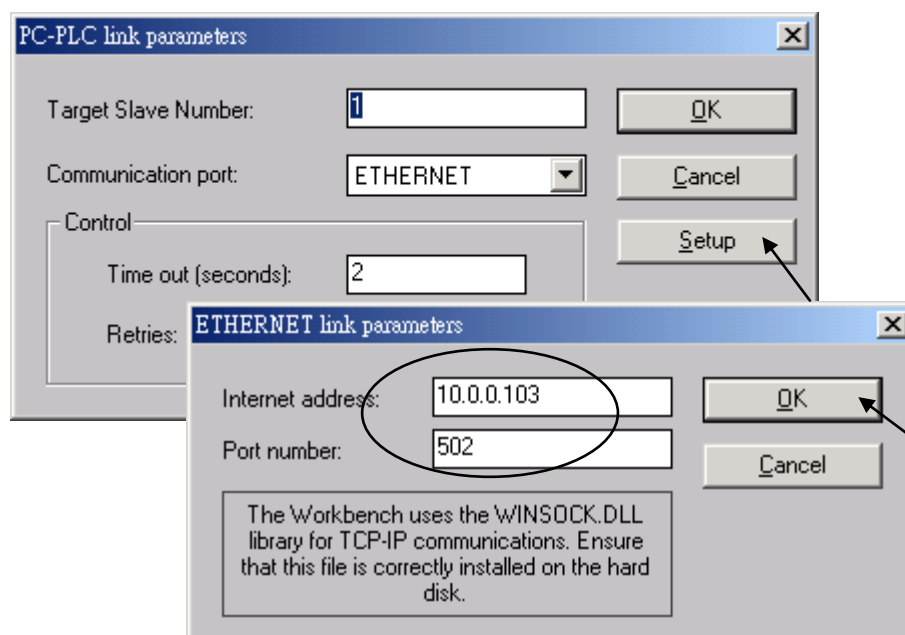 PC-PLC link parameters
Target Slave Number:
1
OK
Communication port:
ETHERNET
Cancel
Control
Setup
Time out (seconds):
2
Retries:
ETHERNET link parameters
Internet address:
10.0.0.103
OK
Port number:
502
Cancel
The Workbench uses the WINSOCK.DLL
library for TCP-IP communications. Ensure
that this file is correctly installed on the hard
disk.